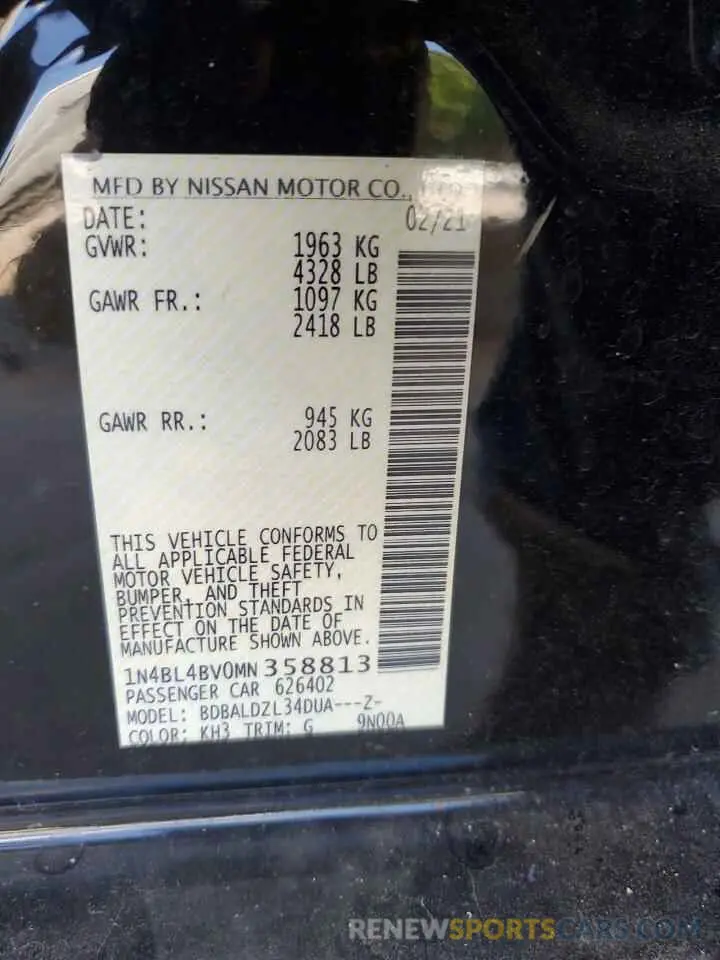 MFD BY NISSAN MOTOR CO.,
DATE: 02/21
GVWR: 1963 KG
4328 LB
GAWR FR.: 1097 KG
2418 LB
GAWR RR.: 945 KG
2083 LB
THIS VEHICLE CONFORMS TO
ALL APPLICABLE FEDERAL
MOTOR VEHICLE SAFETY,
BUMPER, AND THEFT
PREVENTION STANDARDS IN
EFFECT ON THE DATE OF
MANUFACTURE SHOWN ABOVE.
1N4BL4BV0MN358813
PASSENGER CAR 626402
MODEL: BDBALDZL34DUA---Z-
COLOR: KH3 TRIM: G 9N00A
RENEWSPORTSCARS.COM